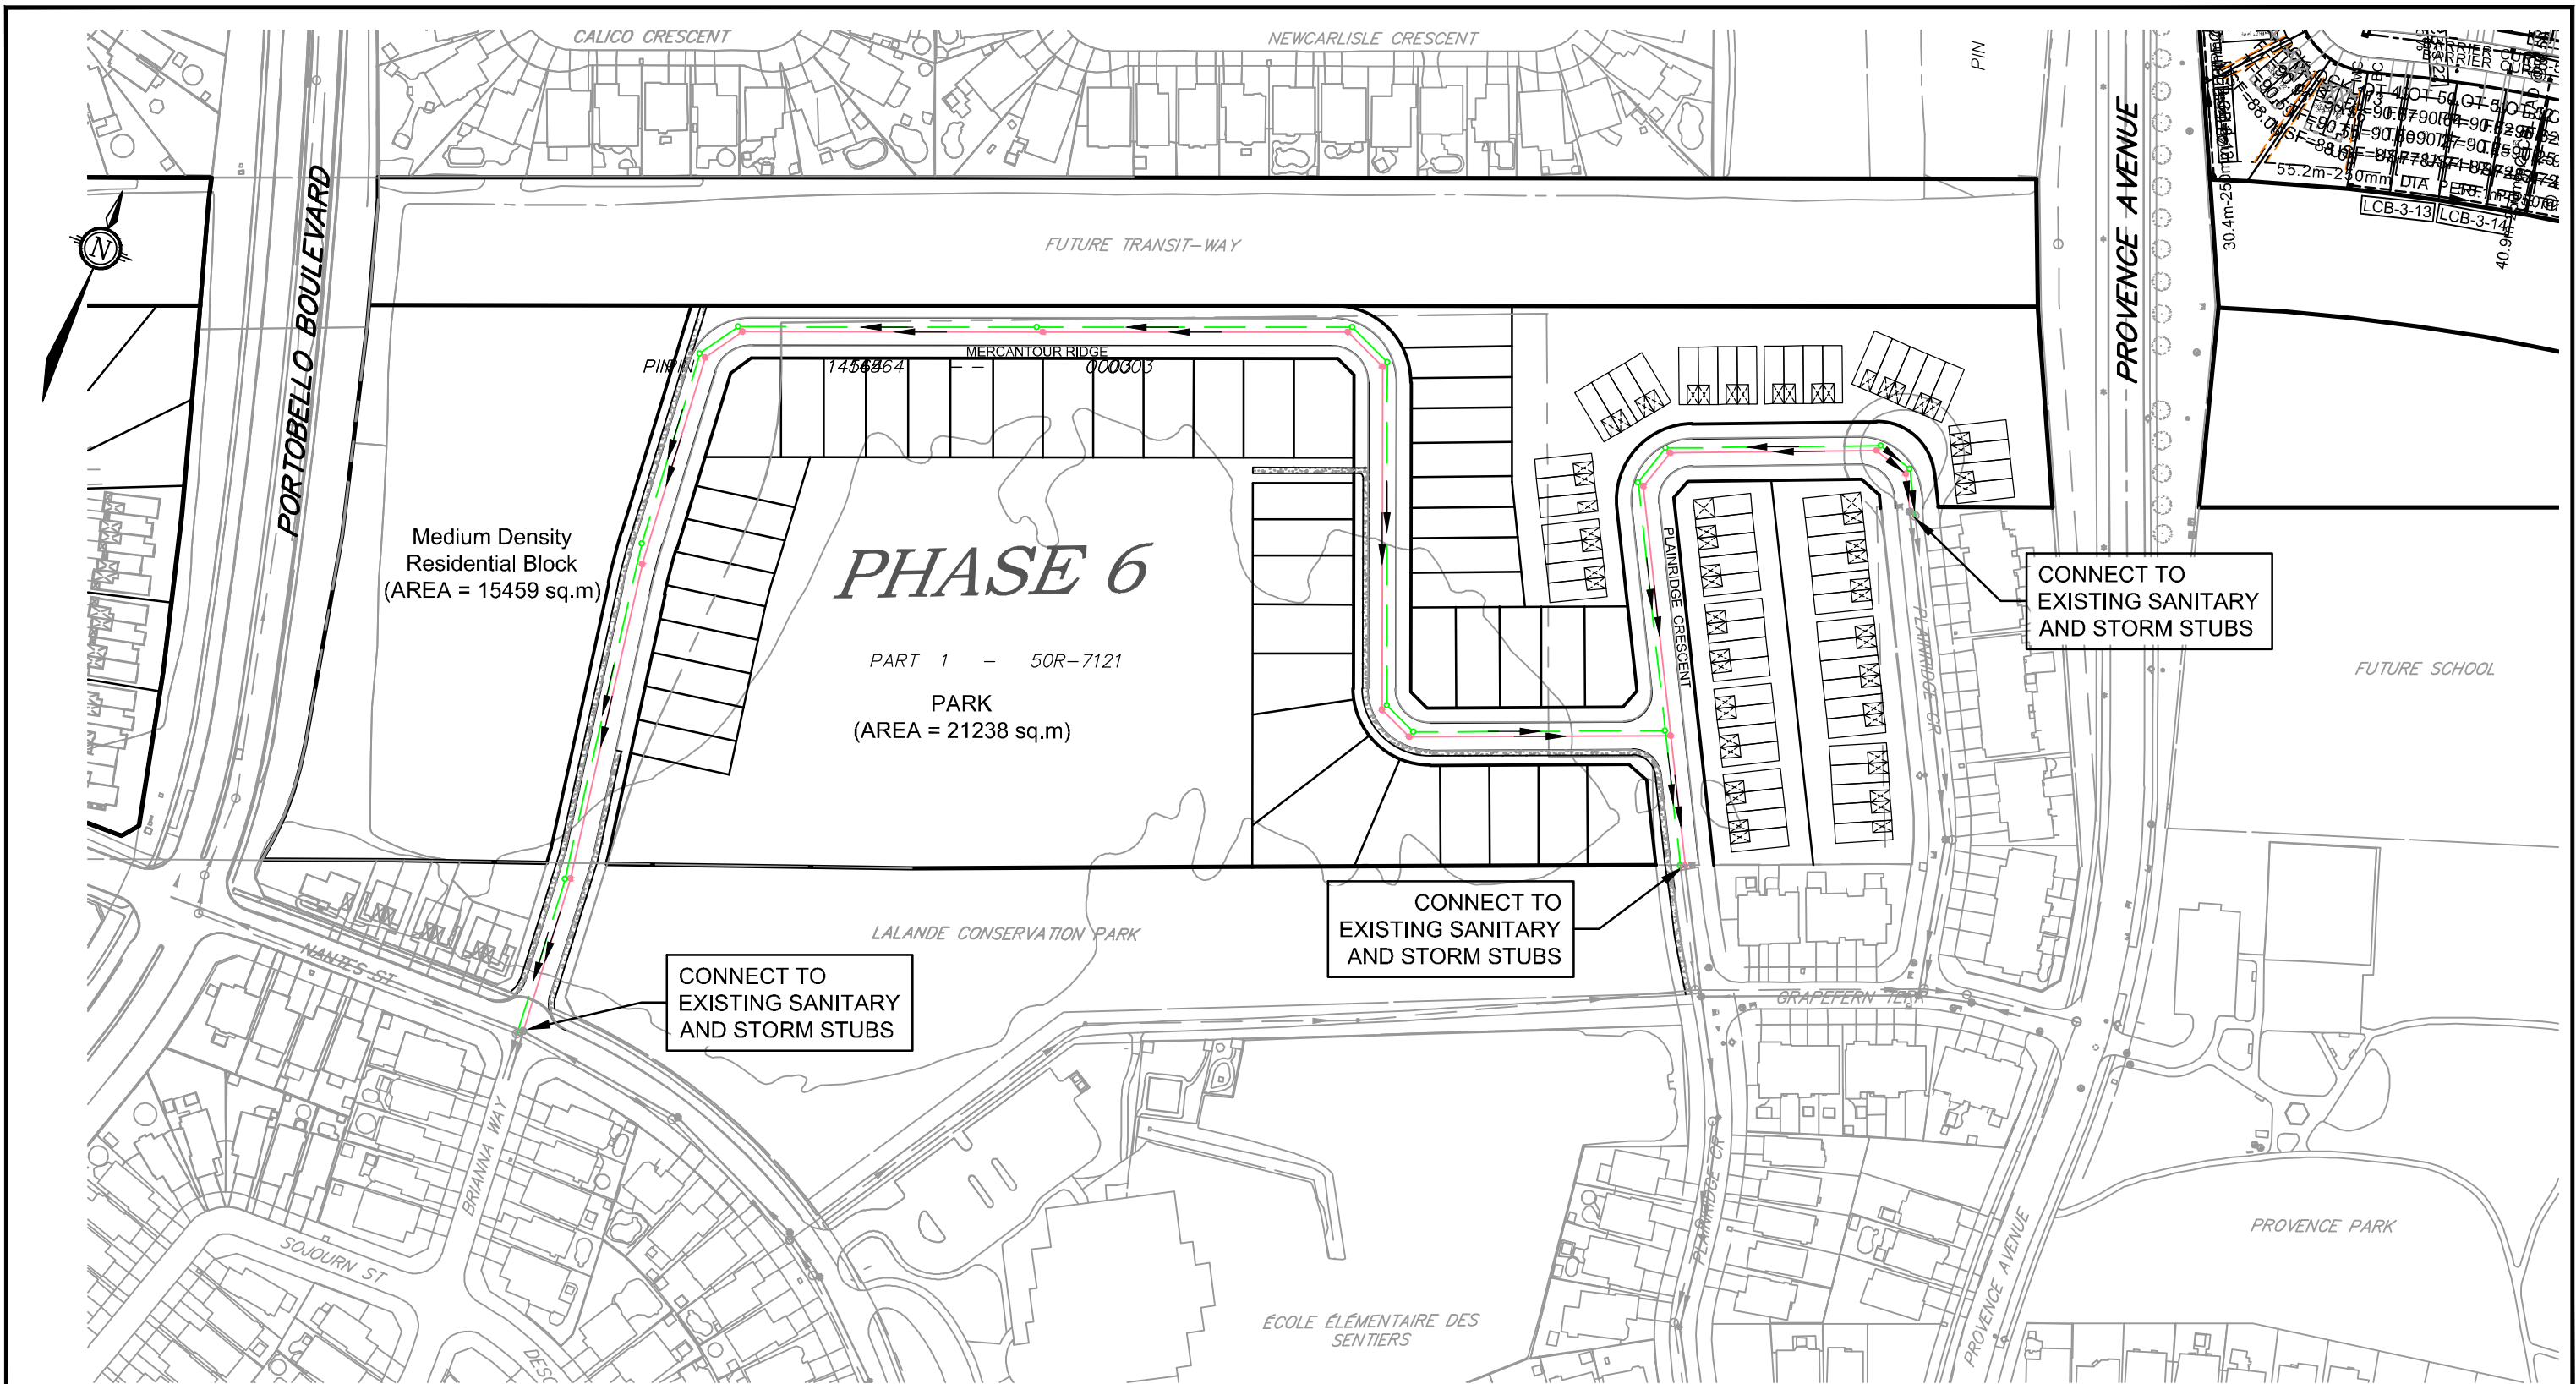 CALICO CRESCENT
NEWCARLISLE CRESCENT
PIN
PROVENCE AVENUE
PORTOBELLO BOULEVARD
N
FUTURE TRANSIT-WAY
55.2m-250mm DIA
LCB-3-13
LCB-3-14
MERCANTOUR RIDGE
Medium Density
Residential Block
(AREA = 15459 sq.m)
PHASE 6
PART 1 - 50R-7121
PARK
(AREA = 21238 sq.m)
PLAINRIDGE CRESCENT
PLAINRIDGE CR
CONNECT TO
EXISTING SANITARY
AND STORM STUBS
FUTURE SCHOOL
CONNECT TO
EXISTING SANITARY
AND STORM STUBS
LALANDE CONSERVATION PARK
NANTES ST
CONNECT TO
EXISTING SANITARY
AND STORM STUBS
GRAPEFERN TERR
BRIANNA WAY
SOJOURN ST
PLAINRIDGE CR
PROVENCE AVENUE
PROVENCE PARK
ÉCOLE ÉLÉMENTAIRE DES
SENTIERS